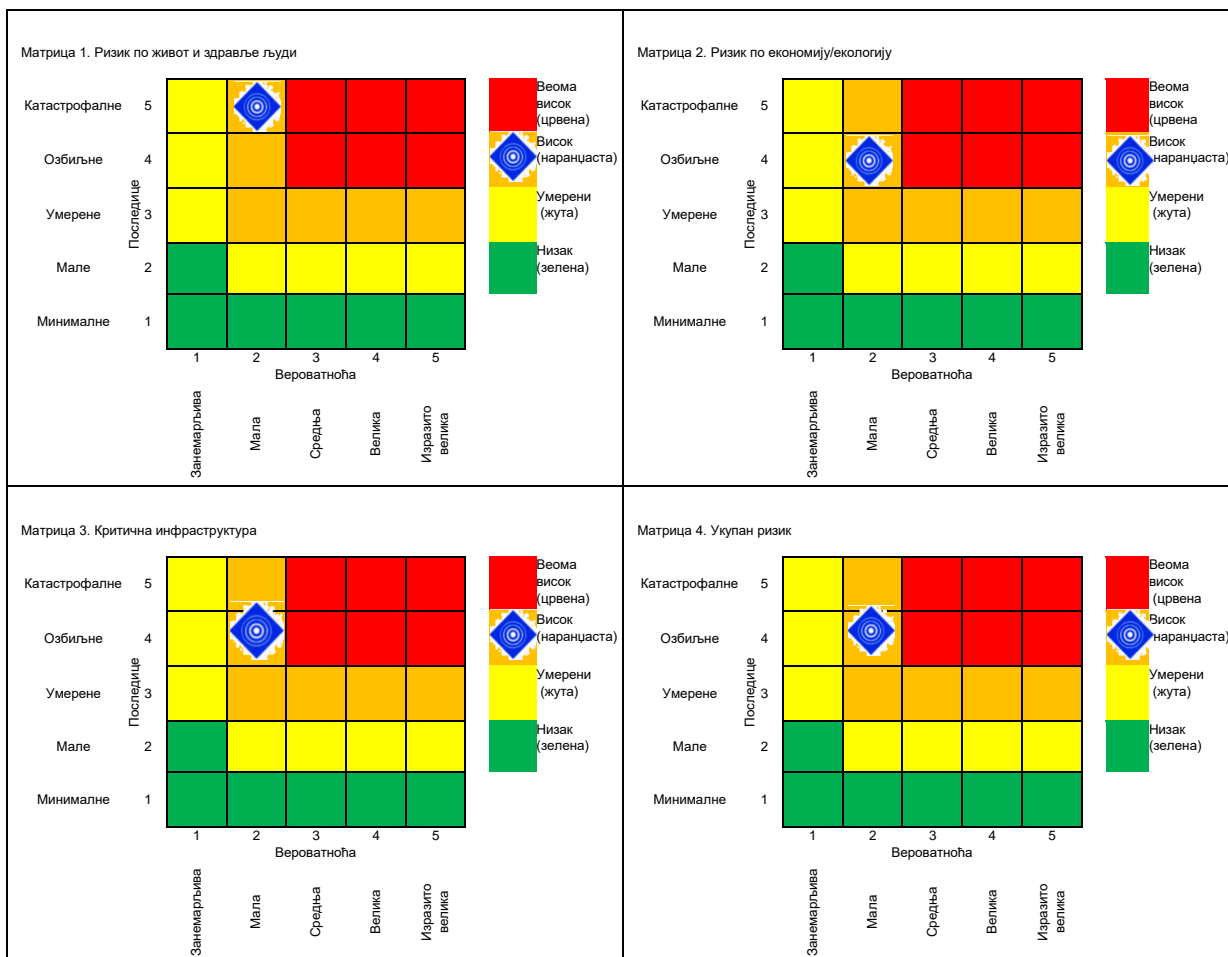 Матрица 1. Ризик по живот и здравље људи
Катастрофалне 5
Озбиљне 4
Умерене 3
Мале 2
Минималне 1
Последице
1 2 3 4 5
Вероватноћа
Занемарљива
Мала
Средња
Велика
Изразито
велика
Веома
висок
(црвена)
Висок
(наранџаста)
Умерени
(жута)
Низак
(зелена)
Матрица 2. Ризик по економију/екологију
Катастрофалне 5
Озбиљне 4
Умерене 3
Мале 2
Минималне 1
Последице
1 2 3 4 5
Вероватноћа
Занемарљива
Мала
Средња
Велика
Изразито
велика
Веома
висок
(црвена
Висок
наранџаста)
Умерени
(жута)
Низак
(зелена)
Матрица 3. Критична инфраструктура
Катастрофалне 5
Озбиљне 4
Умерене 3
Мале 2
Минималне 1
Последице
1 2 3 4 5
Вероватноћа
Занемарљива
Мала
Средња
Велика
Изразито
велика
Веома
висок
(црвена)
Висок
(наранџаста)
Умерени
(жута)
Низак
(зелена)
Матрица 4. Укупан ризик
Катастрофалне 5
Озбиљне 4
Умерене 3
Мале 2
Минималне 1
Последице
1 2 3 4 5
Вероватноћа
Занемарљива
Мала
Средња
Велика
Изразито
велика
Веома
висок
(црвена
Висок
наранџаста)
Умерени
(жута)
Низак
(зелена)